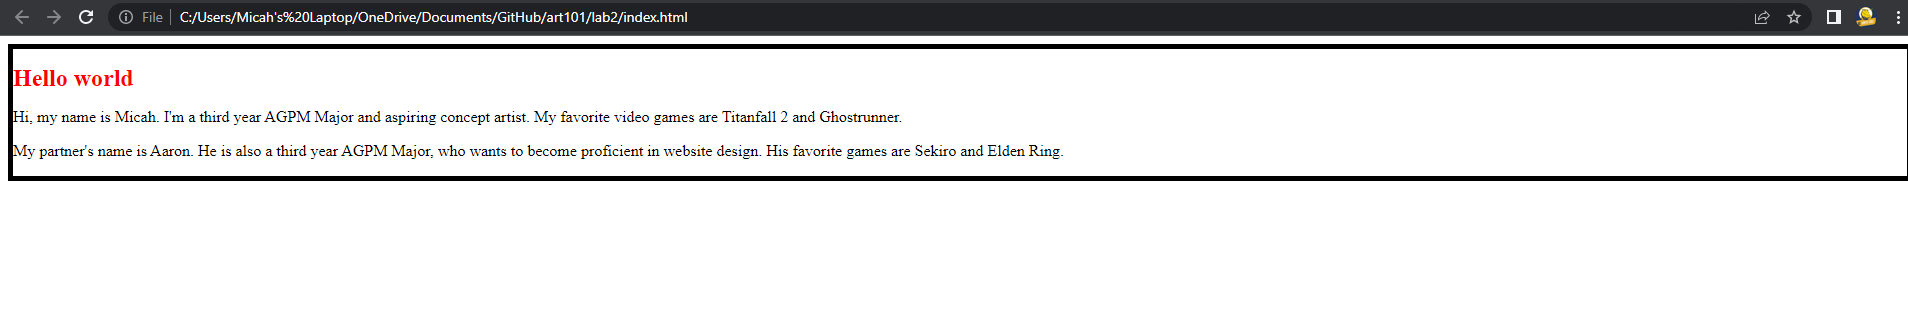 File C:/Users/Micah's%20Laptop/OneDrive/Documents/GitHub/art101/lab2/index.html
Hello world
Hi, my name is Micah. I'm a third year AGPM Major and aspiring concept artist. My favorite video games are Titanfall 2 and Ghostrunner.
My partner's name is Aaron. He is also a third year AGPM Major, who wants to become proficient in website design. His favorite games are Sekiro and Elden Ring.